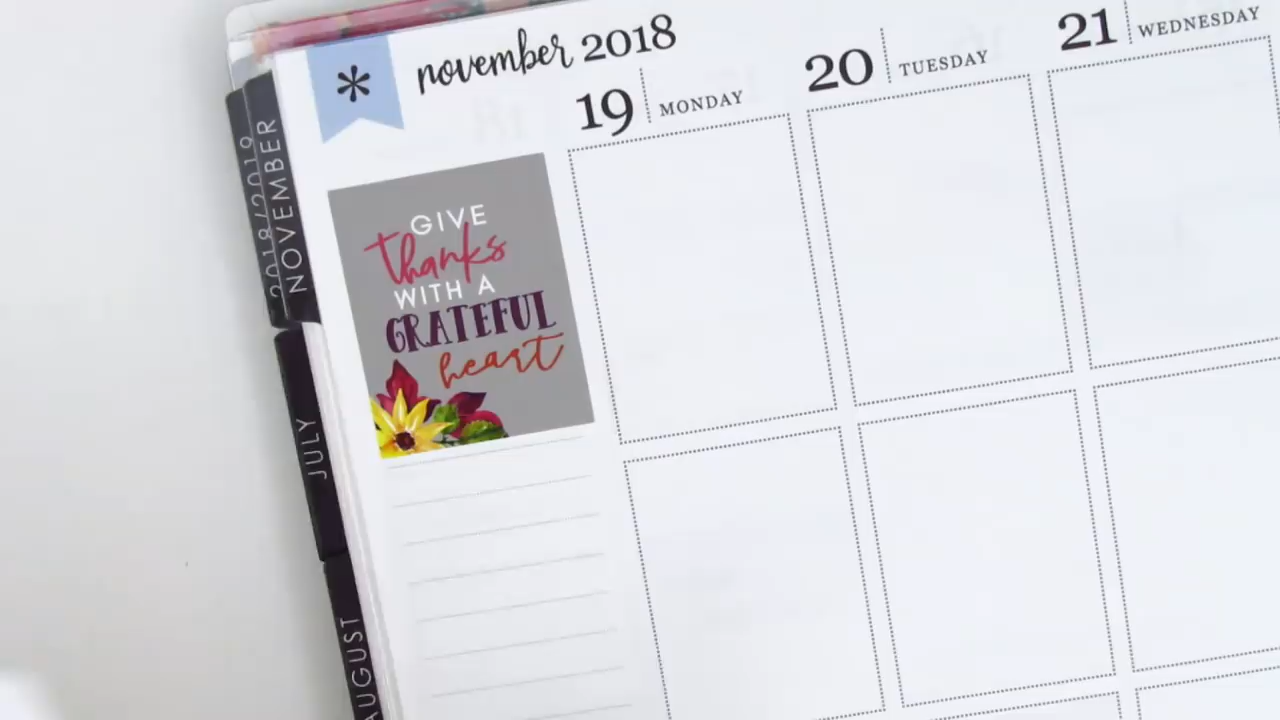 *
november 2018
19 MONDAY
20 TUESDAY
21 WEDNESDAY
GIVE
thanks
WITH A
GRATEFUL
heart
2018/2019
NOVEMBER
JULY
AUGUST